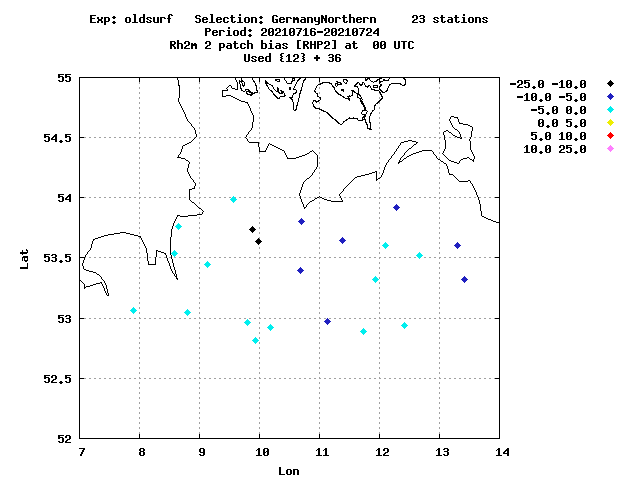 Exp: oldsurf   Selection: GermanyNorthern     23 stations
Period: 20210716-20210724
Rh2m 2 patch bias [RHP2] at  00 UTC
Used {12} + 36
-25.0 -10.0
-10.0 -5.0
-5.0 0.0
0.0 5.0
5.0 10.0
10.0 25.0
55
54.5
54
53.5
53
52.5
52
Lat
7 8 9 10 11 12 13 14
Lon